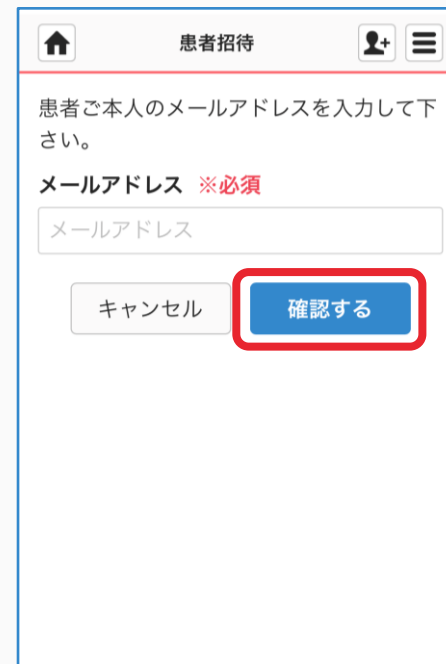 患者招待
患者ご本人のメールアドレスを入力して下
さい。
メールアドレス ※必須
メールアドレス
キャンセル 確認する